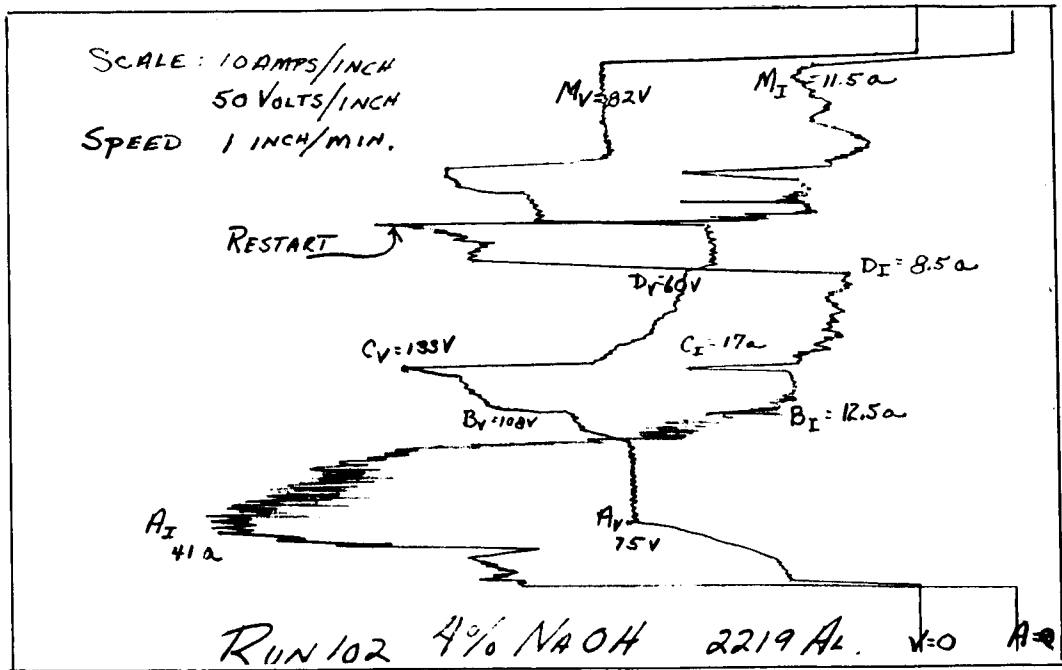 SCALE: 10 AMPS/INCH
50 VOLTS/INCH
SPEED 1 INCH/MIN.
MV=82V
MI=11.5a
RESTART
DV=60V
DI=8.5a
CV=133V
CI=17a
BV=108V
BI=12.5a
AI
41a
AV
75V
RUN 102 4% NAOH 2219 AL. V=0 A=0